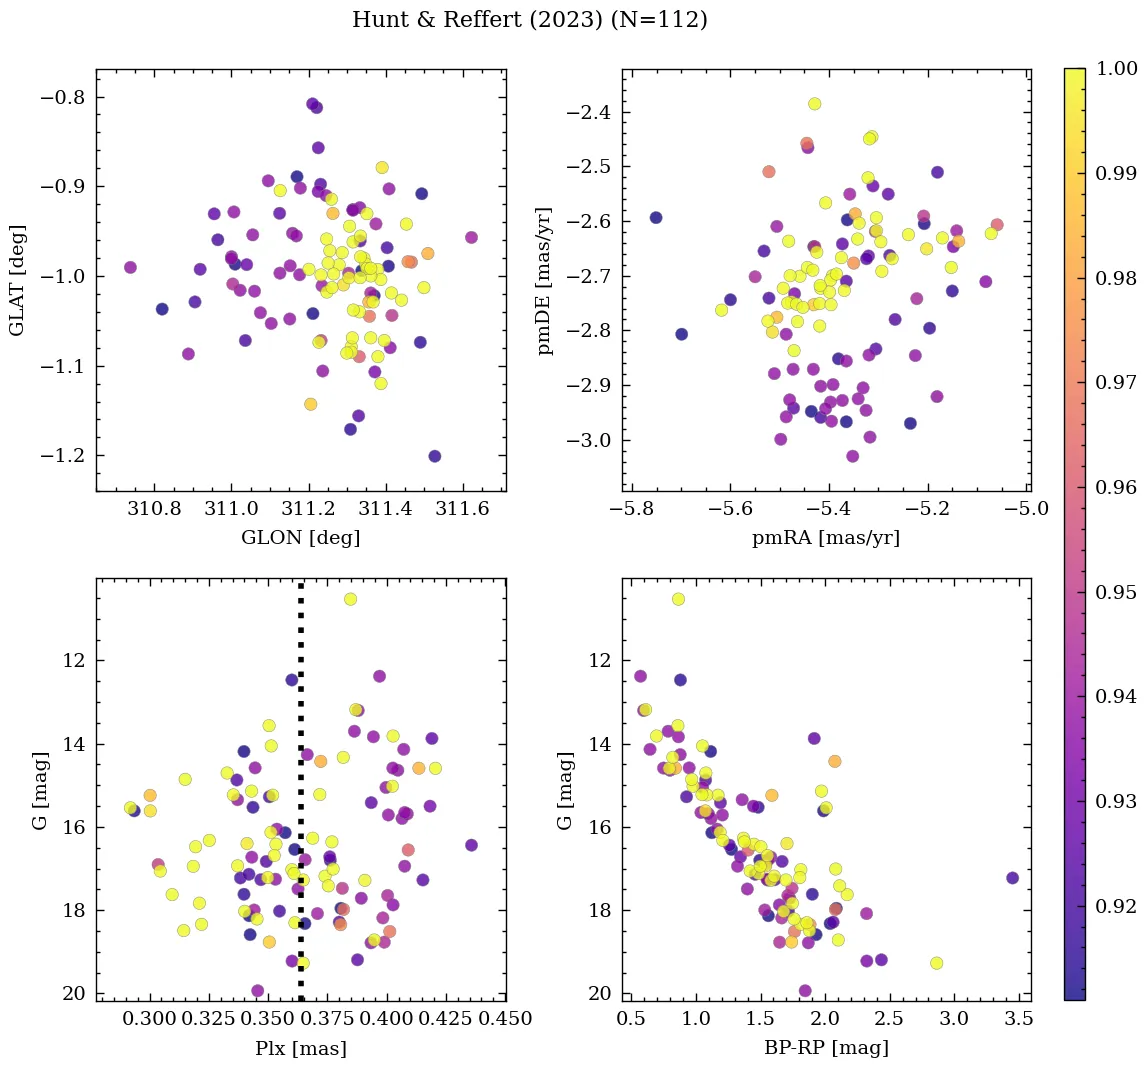 Hunt & Reffert (2023) (N=112)
−0.8
−0.9
−1.0
−1.1
−1.2
GLAT [deg]
310.8 311.0 311.2 311.4 311.6
GLON [deg]
−2.4
−2.5
−2.6
−2.7
−2.8
−2.9
−3.0
pmDE [mas/yr]
−5.8 −5.6 −5.4 −5.2 −5.0
pmRA [mas/yr]
12
14
16
18
20
G [mag]
0.300 0.325 0.350 0.375 0.400 0.425 0.450
Plx [mas]
12
14
16
18
20
G [mag]
0.5 1.0 1.5 2.0 2.5 3.0 3.5
BP-RP [mag]
1.00
0.99
0.98
0.97
0.96
0.95
0.94
0.93
0.92